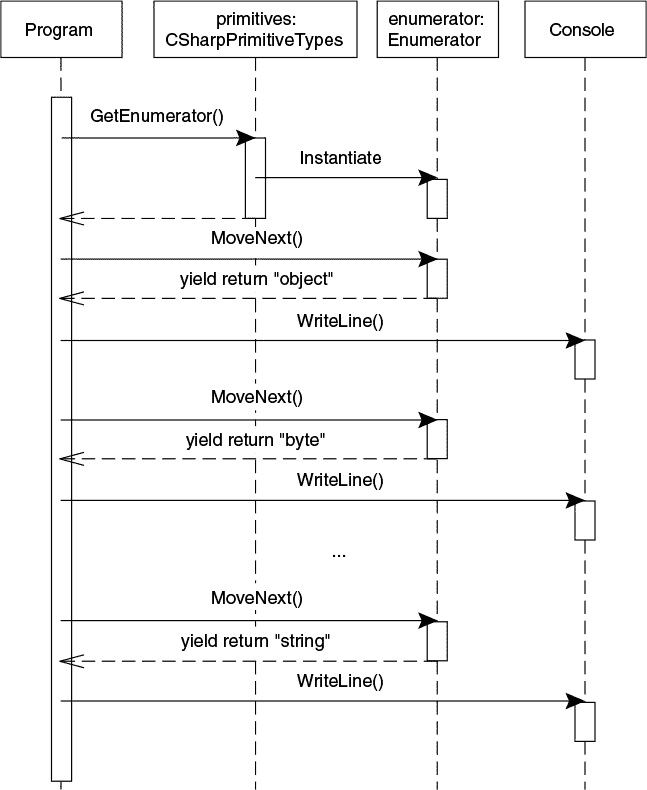 Program
primitives:
CSharpPrimitiveTypes
enumerator:
Enumerator
Console
GetEnumerator()
Instantiate
MoveNext()
yield return "object"
WriteLine()
MoveNext()
yield return "byte"
WriteLine()
...
MoveNext()
yield return "string"
WriteLine()